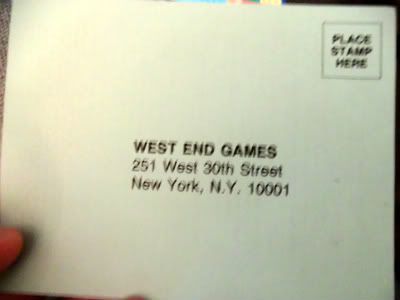 PLACE
STAMP
HERE
WEST END GAMES
251 West 30th Street
New York, N.Y. 10001